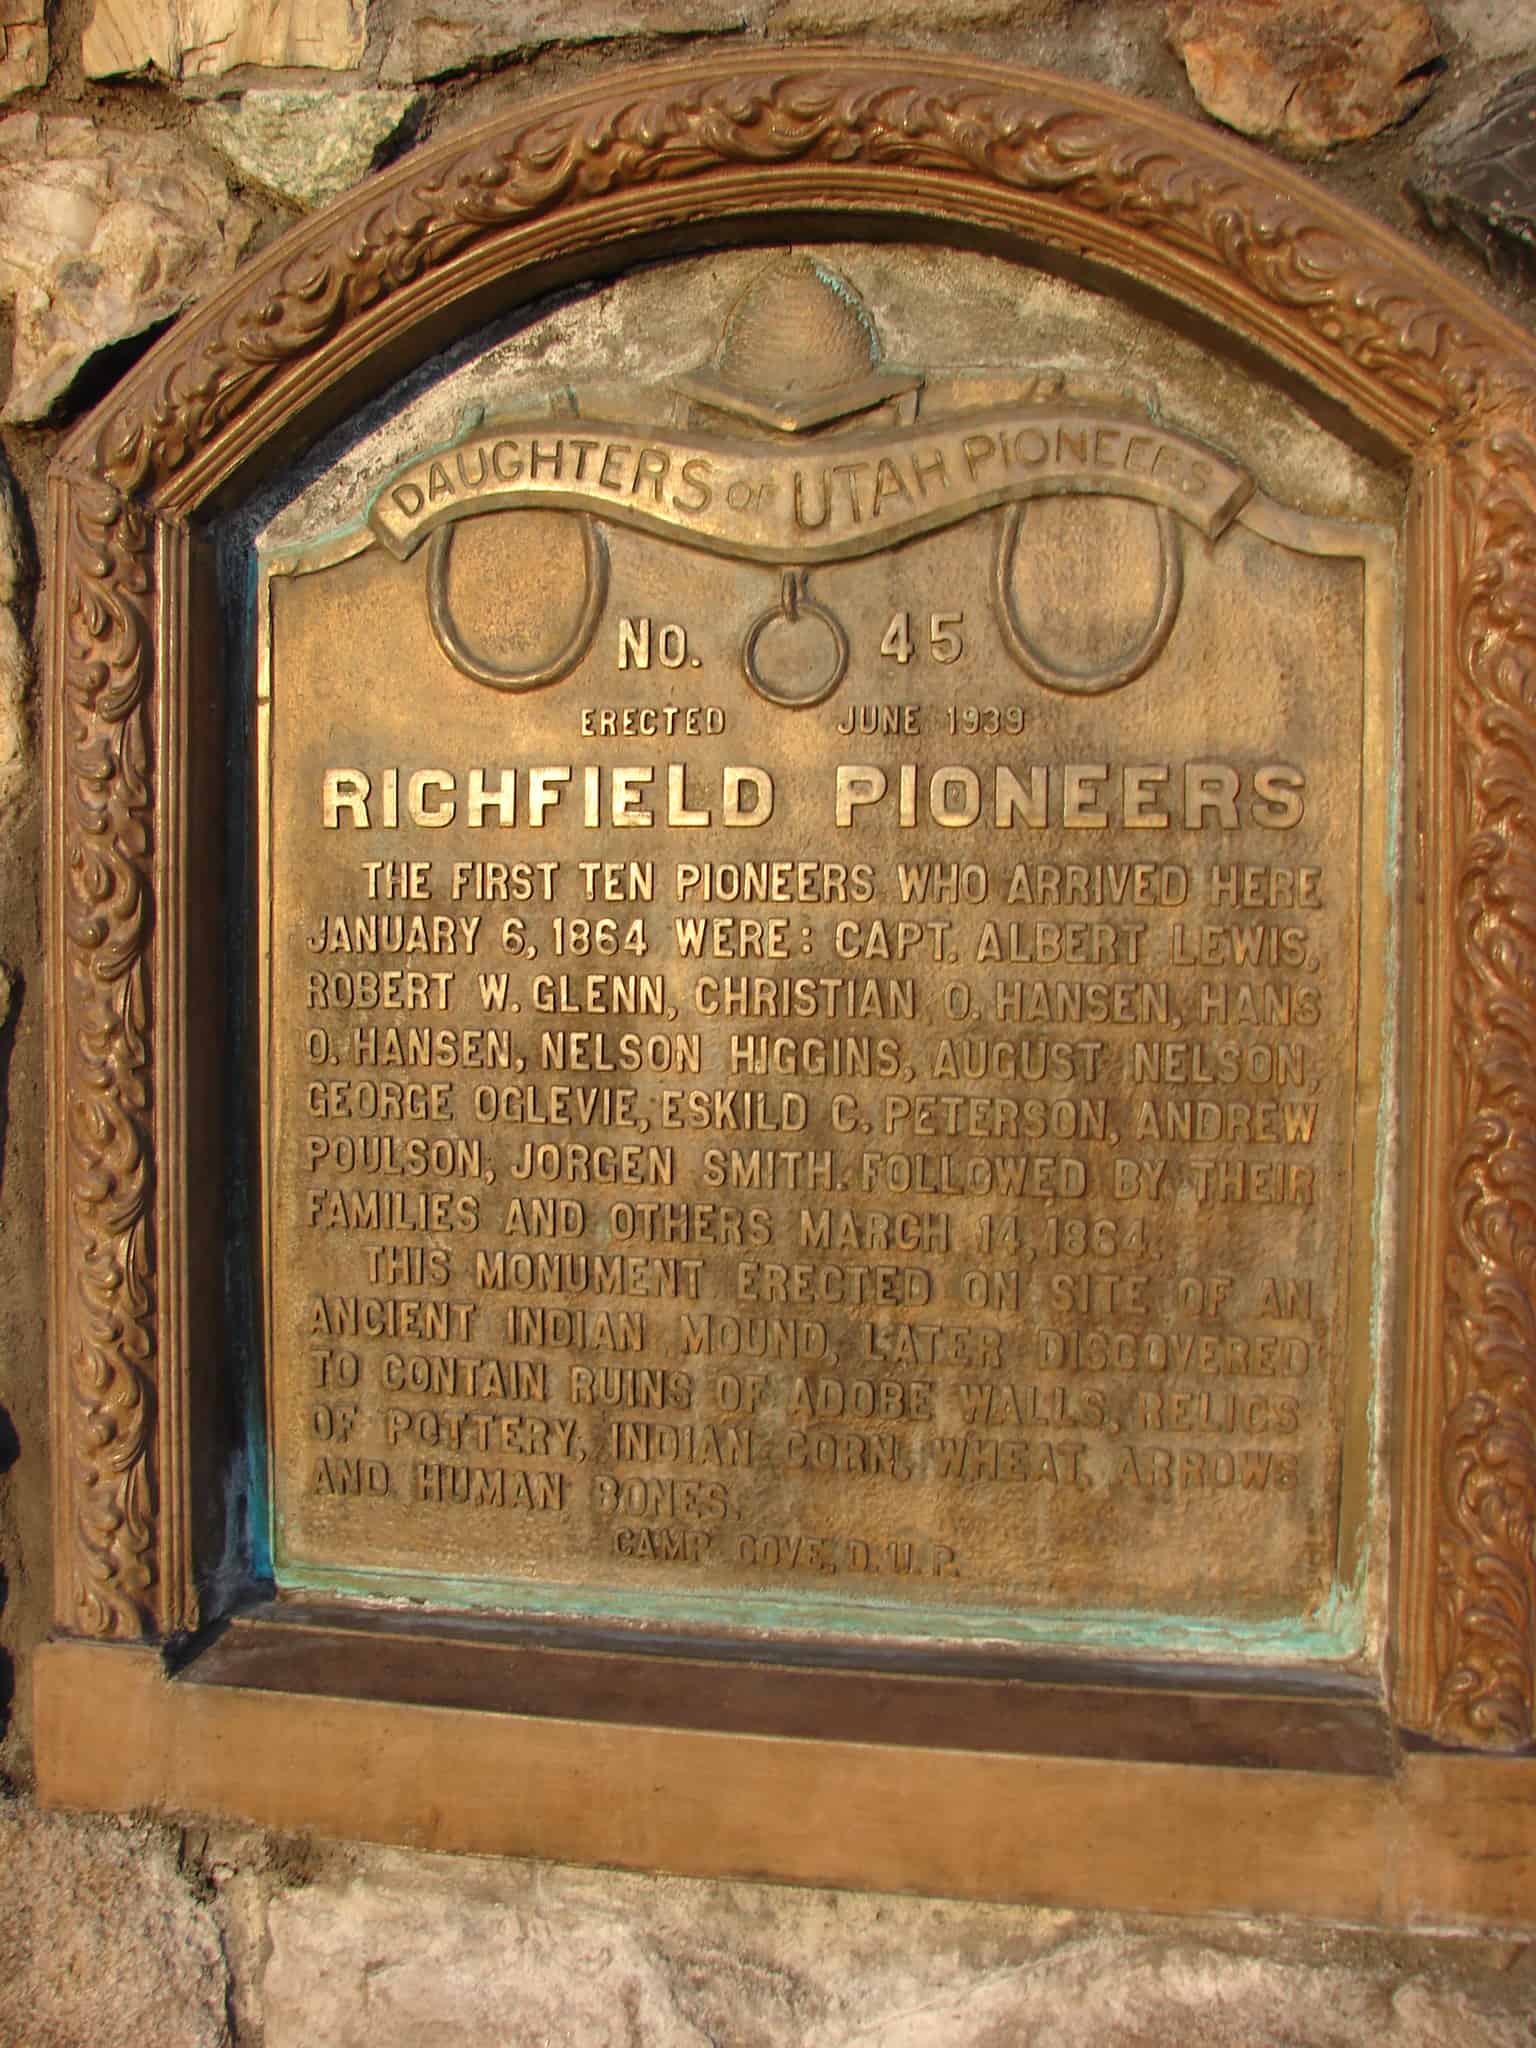 DAUGHTERS OF UTAH PIONEERS
No. 45
ERECTED JUNE 1939
RICHFIELD PIONEERS
THE FIRST TEN PIONEERS WHO ARRIVED HERE
JANUARY 6, 1864 WERE: CAPT. ALBERT LEWIS,
ROBERT W. GLENN, CHRISTIAN O. HANSEN, HANS
O. HANSEN, NELSON HIGGINS, AUGUST NELSON,
GEORGE OGLEVIE, ESKILD C. PETERSON, ANDREW
POULSON, JORGEN SMITH. FOLLOWED BY THEIR
FAMILIES AND OTHERS MARCH 14, 1864.
THIS MONUMENT ERECTED ON SITE OF AN
ANCIENT INDIAN MOUND, LATER DISCOVERED
TO CONTAIN RUINS OF ADOBE WALLS, RELICS
OF POTTERY, INDIAN CORN, WHEAT, ARROWS
AND HUMAN BONES.
CAMP COVE, D.U.P.